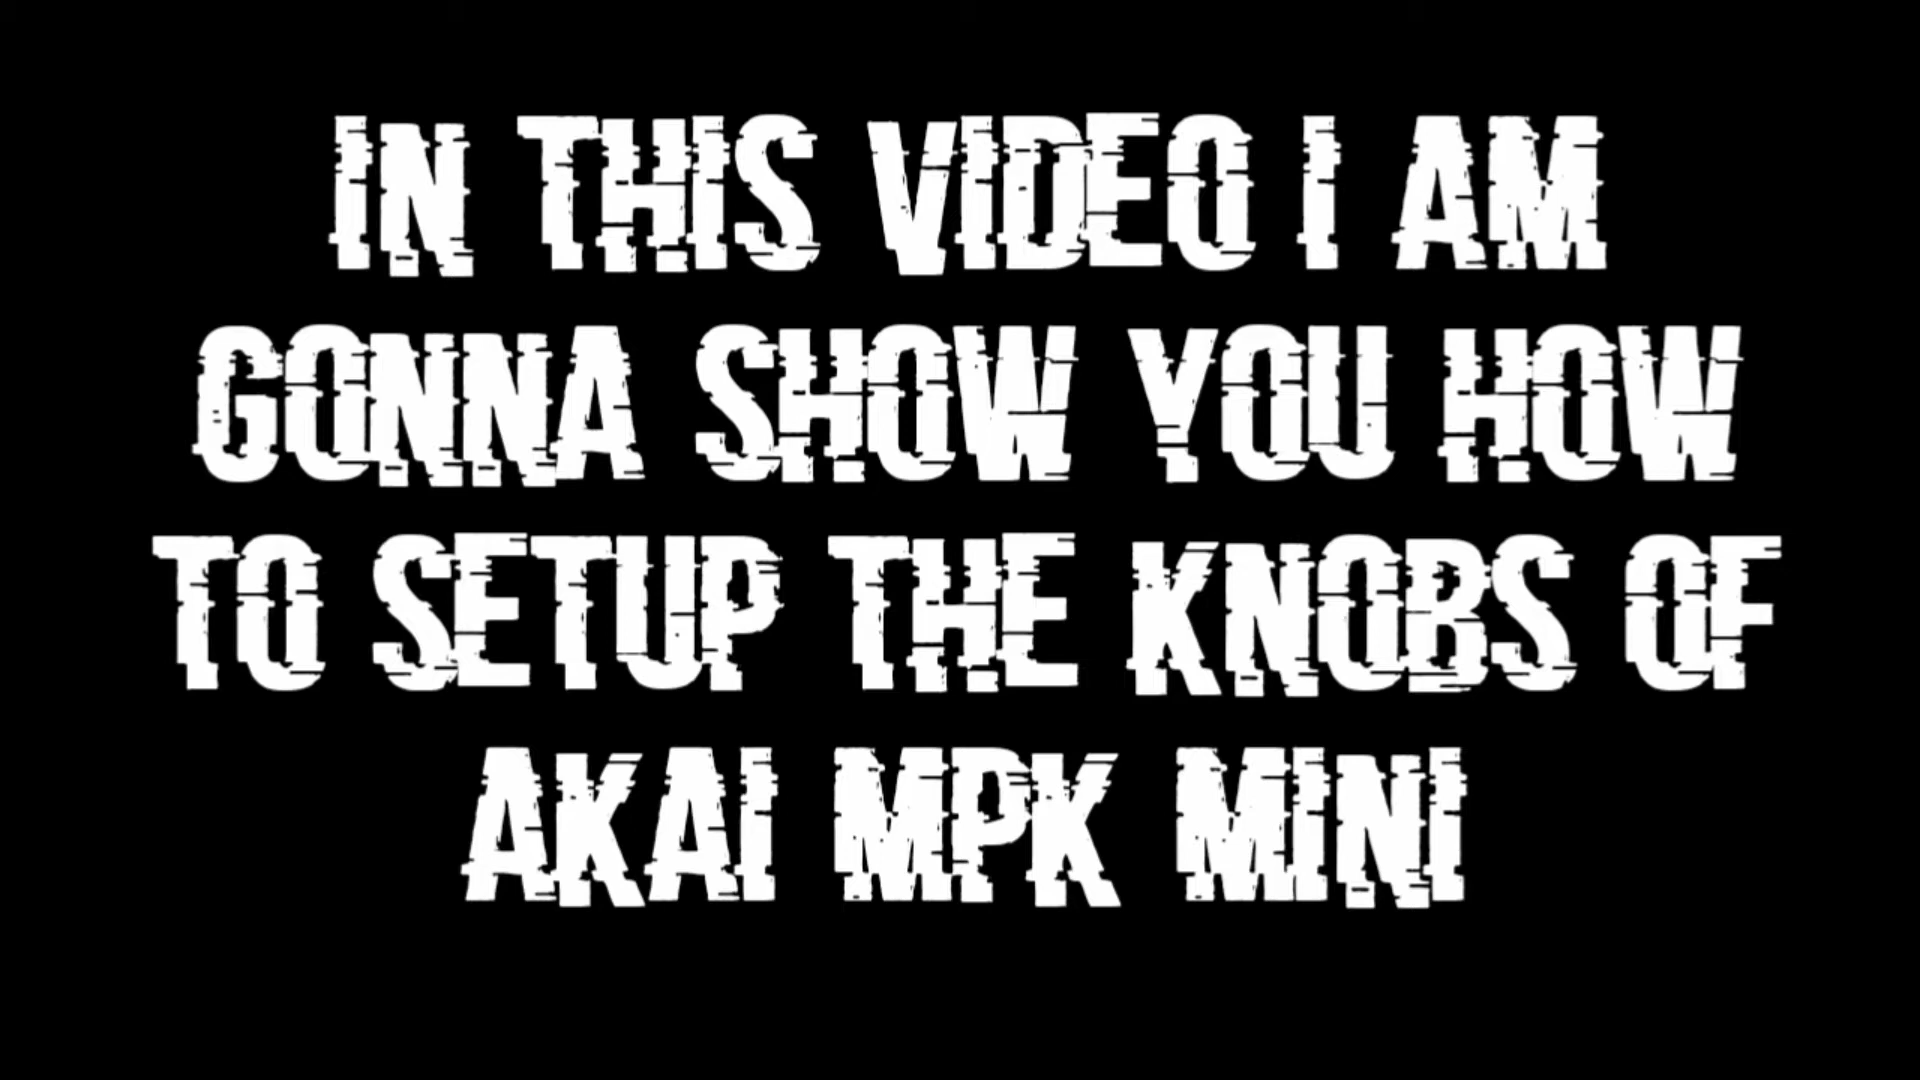 IN THIS VIDEO I AM
GONNA SHOW YOU HOW
TO SETUP THE KNOBS OF
AKAI MPK MINI